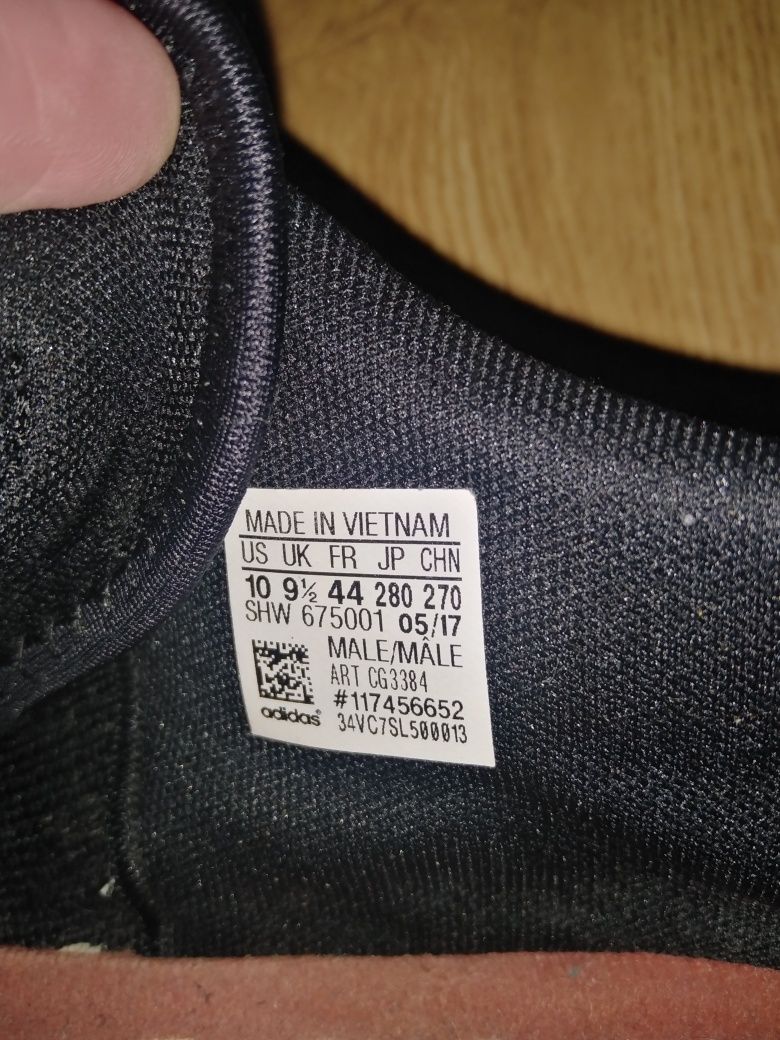 MADE IN VIETNAM
US UK FR JP CHN
10 9½ 44 280 270
SHW 675001 05/17
MALE/MÂLE
ART CG3384
#117456652
adidas® 34VC7SL500013